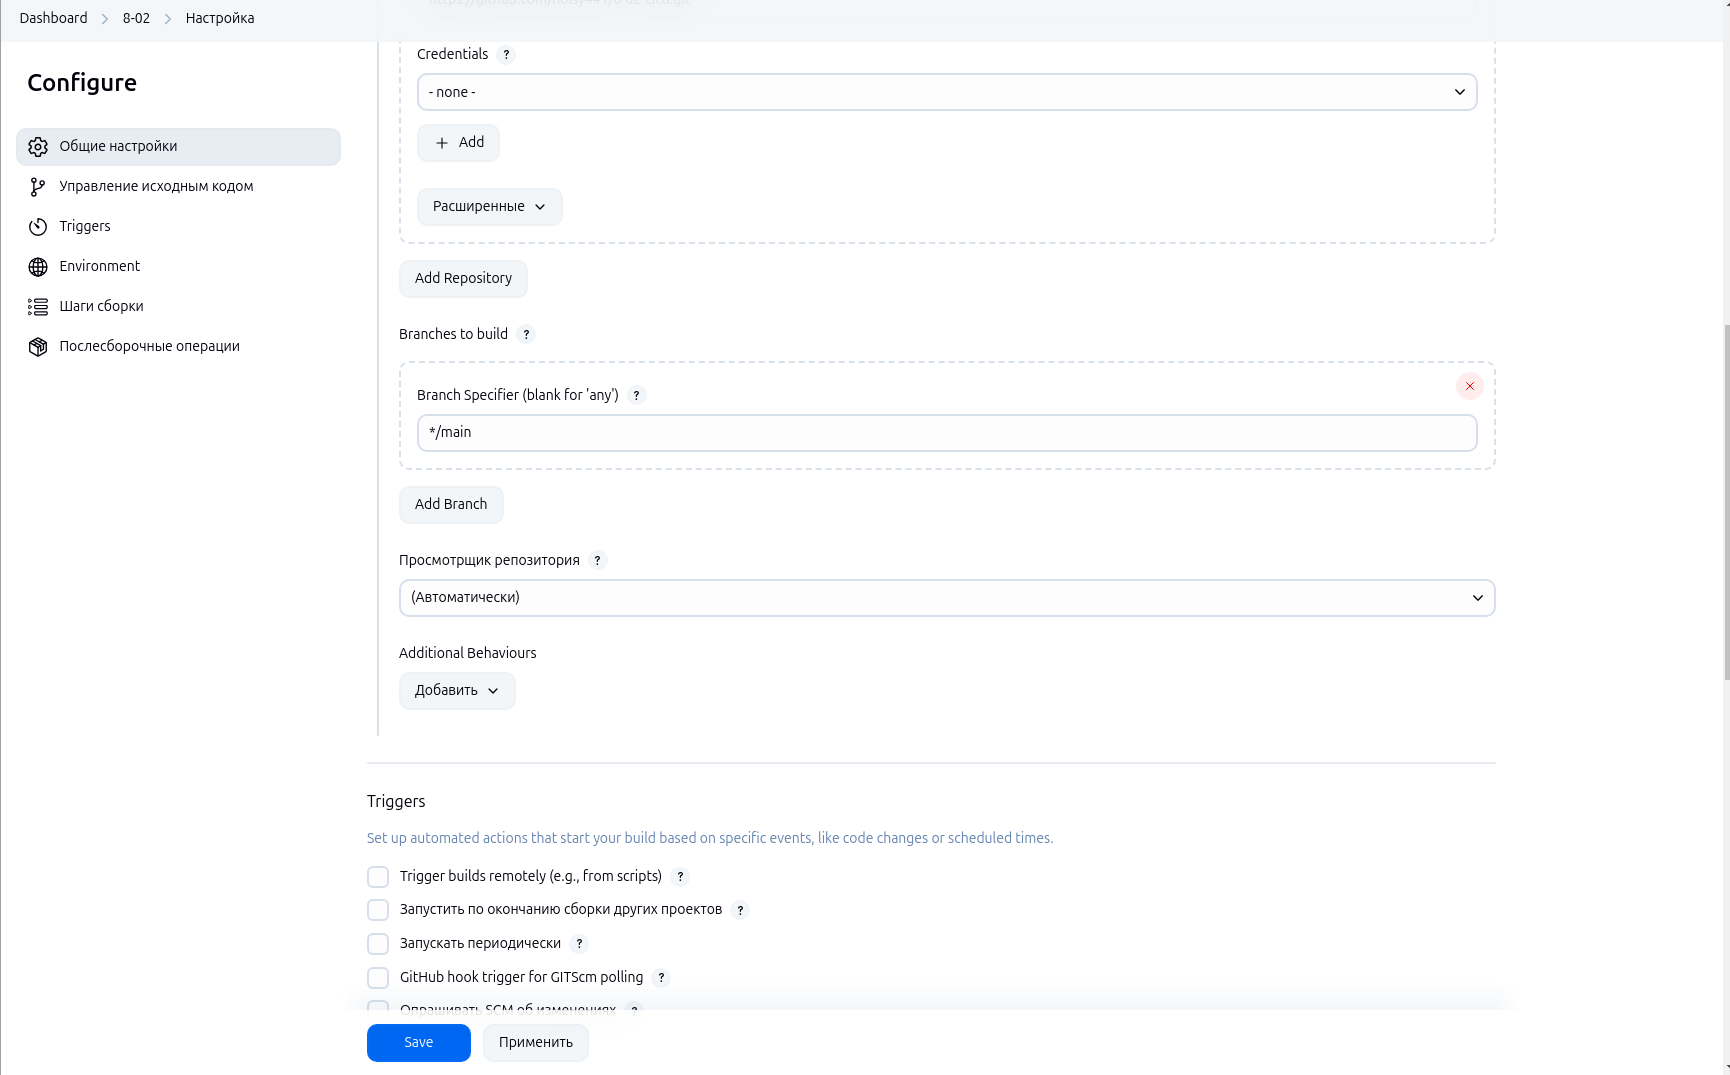 Dashboard 8-02 Настройка
Configure
Общие настройки
Управление исходным кодом
Triggers
Environment
Шаги сборки
Послесборочные операции
Credentials ?
- none -
+ Add
Расширенные
Add Repository
Branches to build ?
Branch Specifier (blank for 'any') ?
*/main
Add Branch
Просмотрщик репозитория ?
(Автоматически)
Additional Behaviours
Добавить
Triggers
Set up automated actions that start your build based on specific events, like code changes or scheduled times.
Trigger builds remotely (e.g., from scripts) ?
Запустить по окончанию сборки других проектов ?
Запускать периодически ?
GitHub hook trigger for GITScm polling ?
Опрашивать SCM об изменениях ?
Save Применить